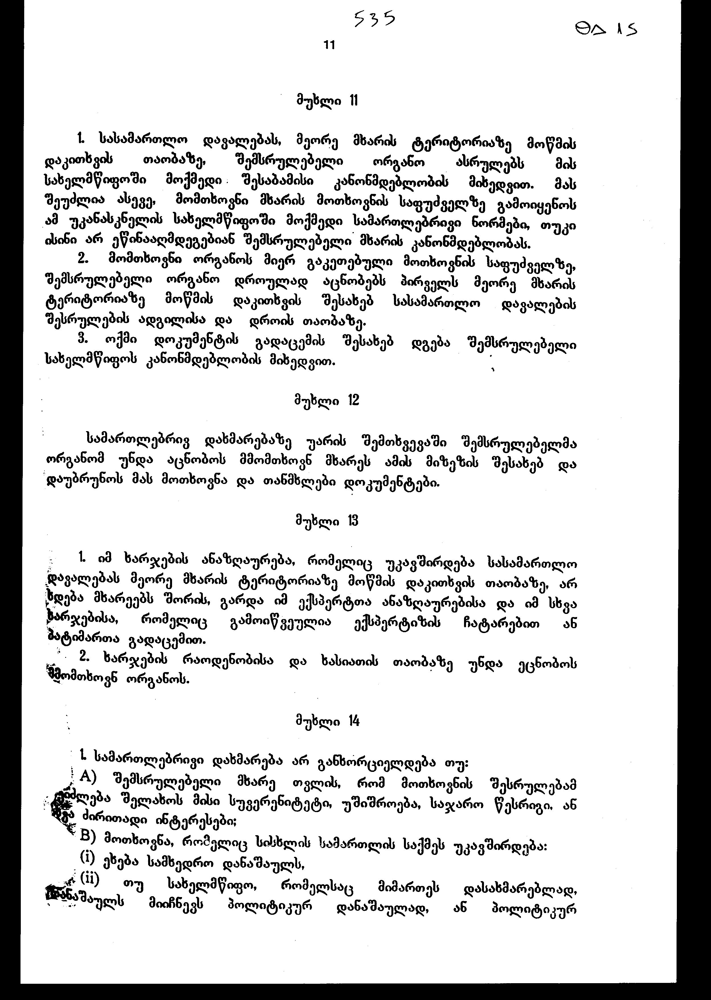 535
ΘΔ 15
11
მუხლი 11
1. სასამართლო დავალებას, მეორე მხარის ტერიტორიაზე მოწმის
დაკითხვის თაობაზე, შემსრულებელი ორგანო ასრულებს მის
სახელმწიფოში მოქმედი შესაბამისი კანონმდებლობის მიხედვით. მას
შეუძლია ასევე, მომთხოვნი მხარის მოთხოვნის საფუძველზე გამოიყენოს
ამ უკანასკნელის სახელმწიფოში მოქმედი სამართლებრივი ნორმები, თუკი
ისინი არ ეწინააღმდეგებიან შემსრულებელი მხარის კანონმდებლობას.
2. მომთხოვნი ორგანოს მიერ გაკეთებული მოთხოვნის საფუძველზე,
შემსრულებელი ორგანო დროულად აცნობებს პირველს მეორე მხარის
ტერიტორიაზე მოწმის დაკითხვის შესახებ სასამართლო დავალების
შესრულების ადგილისა და დროის თაობაზე.
3. ოქმი დოკუმენტის გადაცემის შესახებ დგება შემსრულებელი
სახელმწიფოს კანონმდებლობის მიხედვით.
მუხლი 12
სამართლებრივ დახმარებაზე უარის შემთხვევაში შემსრულებელმა
ორგანომ უნდა აცნობოს მმომთხოვნ მხარეს ამის მიზეზის შესახებ და
დაუბრუნოს მას მოთხოვნა და თანმხლები დოკუმენტები.
მუხლი 13
1. იმ ხარჯების ანაზღაურება, რომელიც უკავშირდება სასამართლო
დავალებას მეორე მხარის ტერიტორიაზე მოწმის დაკითხვის თაობაზე, არ
ხდება მხარეებს შორის, გარდა იმ ექსპერტთა ანაზღაურებისა და იმ სხვა
ხარჯებისა, რომელიც გამოიწვეულია ექსპერტიზის ჩატარებით ან
პატიმართა გადაცემით.
2. ხარჯების რაოდენობისა და ხასიათის თაობაზე უნდა ეცნობოს
მმომთხოვნ ორგანოს.
მუხლი 14
1. სამართლებრივი დახმარება არ განხორციელდება თუ:
A) შემსრულებელი მხარე თვლის, რომ მოთხოვნის შესრულებამ
შელახოს მისი სუვერენიტეტი, უშიშროება, საჯარო წესრიგი, ან
ძირითადი ინტერესები;
B) მოთხოვნა, რომელიც სისხლის სამართლის საქმეს უკავშირდება:
(i) ეხება სამხედრო დანაშაულს,
(ii) თუ სახელმწიფო, რომელსაც მიმართეს დასახმარებლად,
დანაშაულს მიიჩნევს პოლიტიკურ დანაშაულად, ან პოლიტიკურ